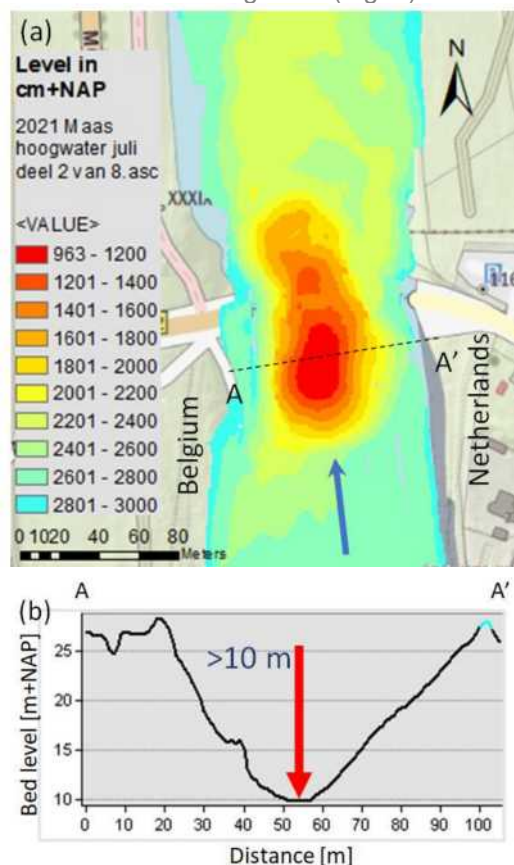 (a)
Level in
cm+NAP
2021 Maas
hoogwater juli
deel 2 van 8.asc
<VALUE>
963 - 1200
1201 - 1400
1401 - 1600
1601 - 1800
1801 - 2000
2001 - 2200
2201 - 2400
2401 - 2600
2601 - 2800
2801 - 3000
0 1020 40 60 80
Meters
N
XXXIA
116
A
A'
Belgium
Netherlands
(b)
A
A'
>10 m
Bed level [m+NAP]
25
20
15
10
0 10 20 30 40 50 60 70 80 90 100
Distance [m]